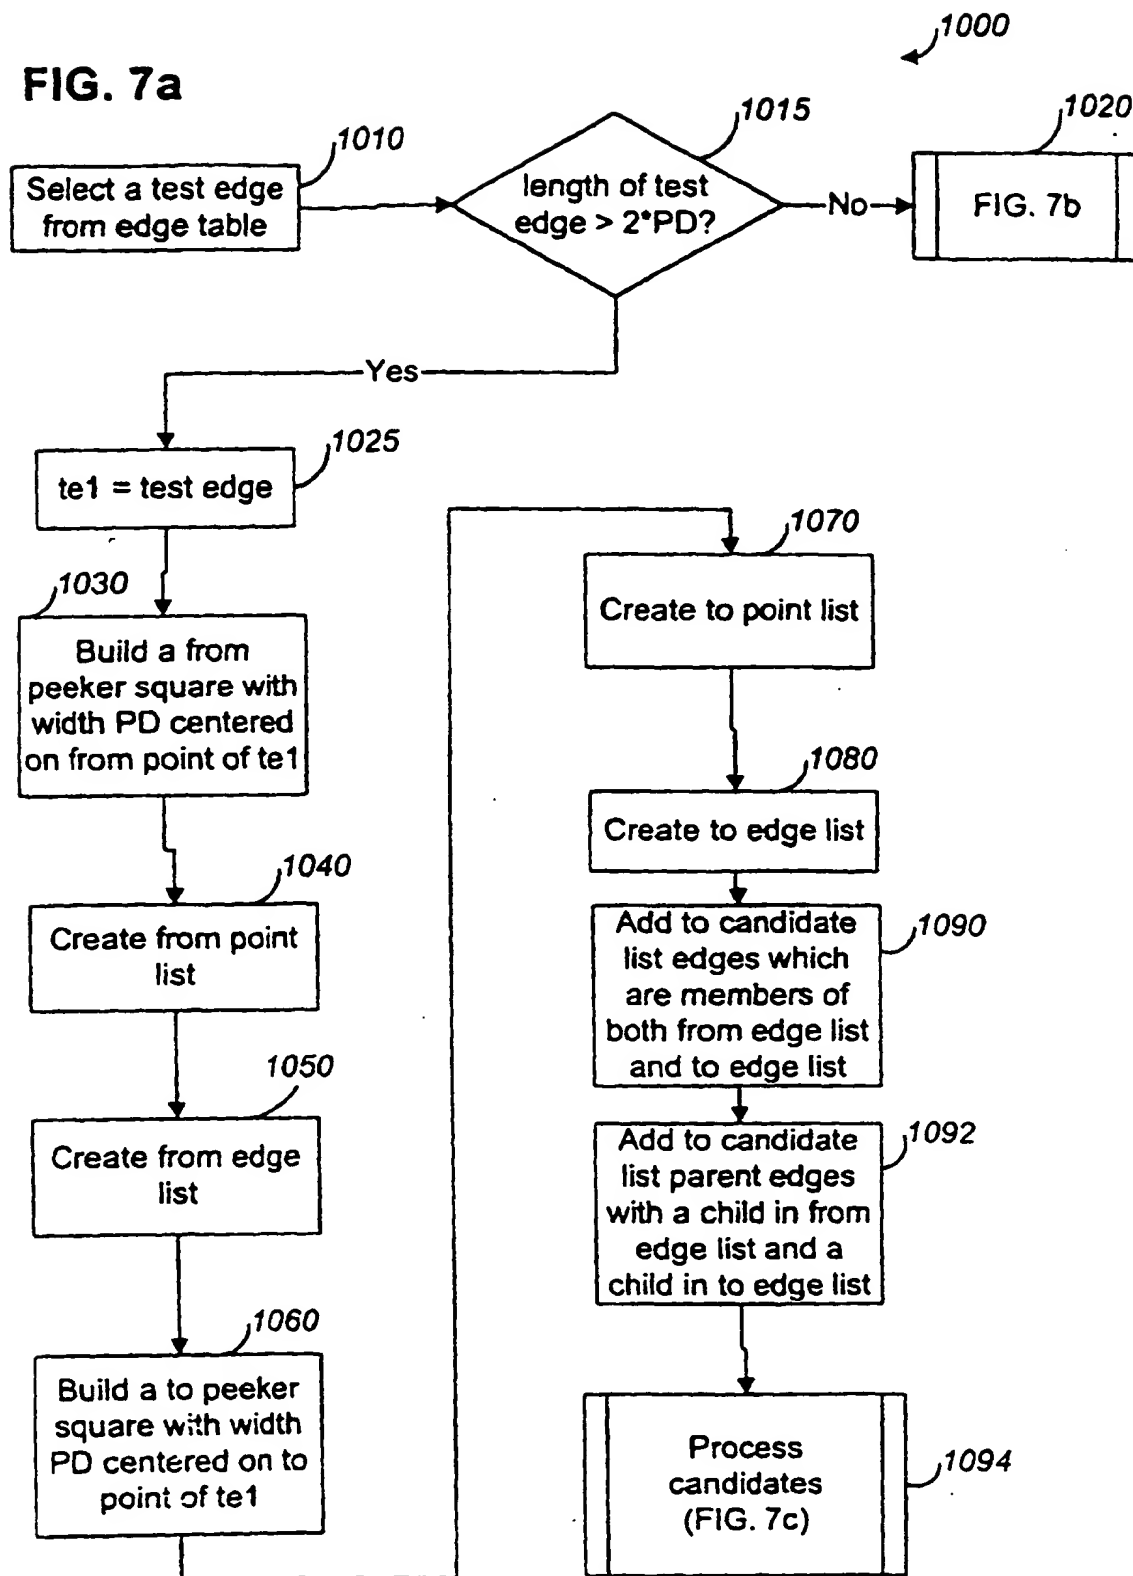 1000
FIG. 7a
1010
Select a test edge
from edge table
1015
length of test
edge > 2*PD?
No
1020
FIG. 7b
Yes
1025
te1 = test edge
1030
Build a from
peeker square with
width PD centered
on from point of te1
1040
Create from point
list
1050
Create from edge
list
1060
Build a to peeker
square with width
PD centered on to
point of te1
1070
Create to point list
1080
Create to edge list
1090
Add to candidate
list edges which
are members of
both from edge list
and to edge list
1092
Add to candidate
list parent edges
with a child in from
edge list and a
child in to edge list
1094
Process
candidates
(FIG. 7c)